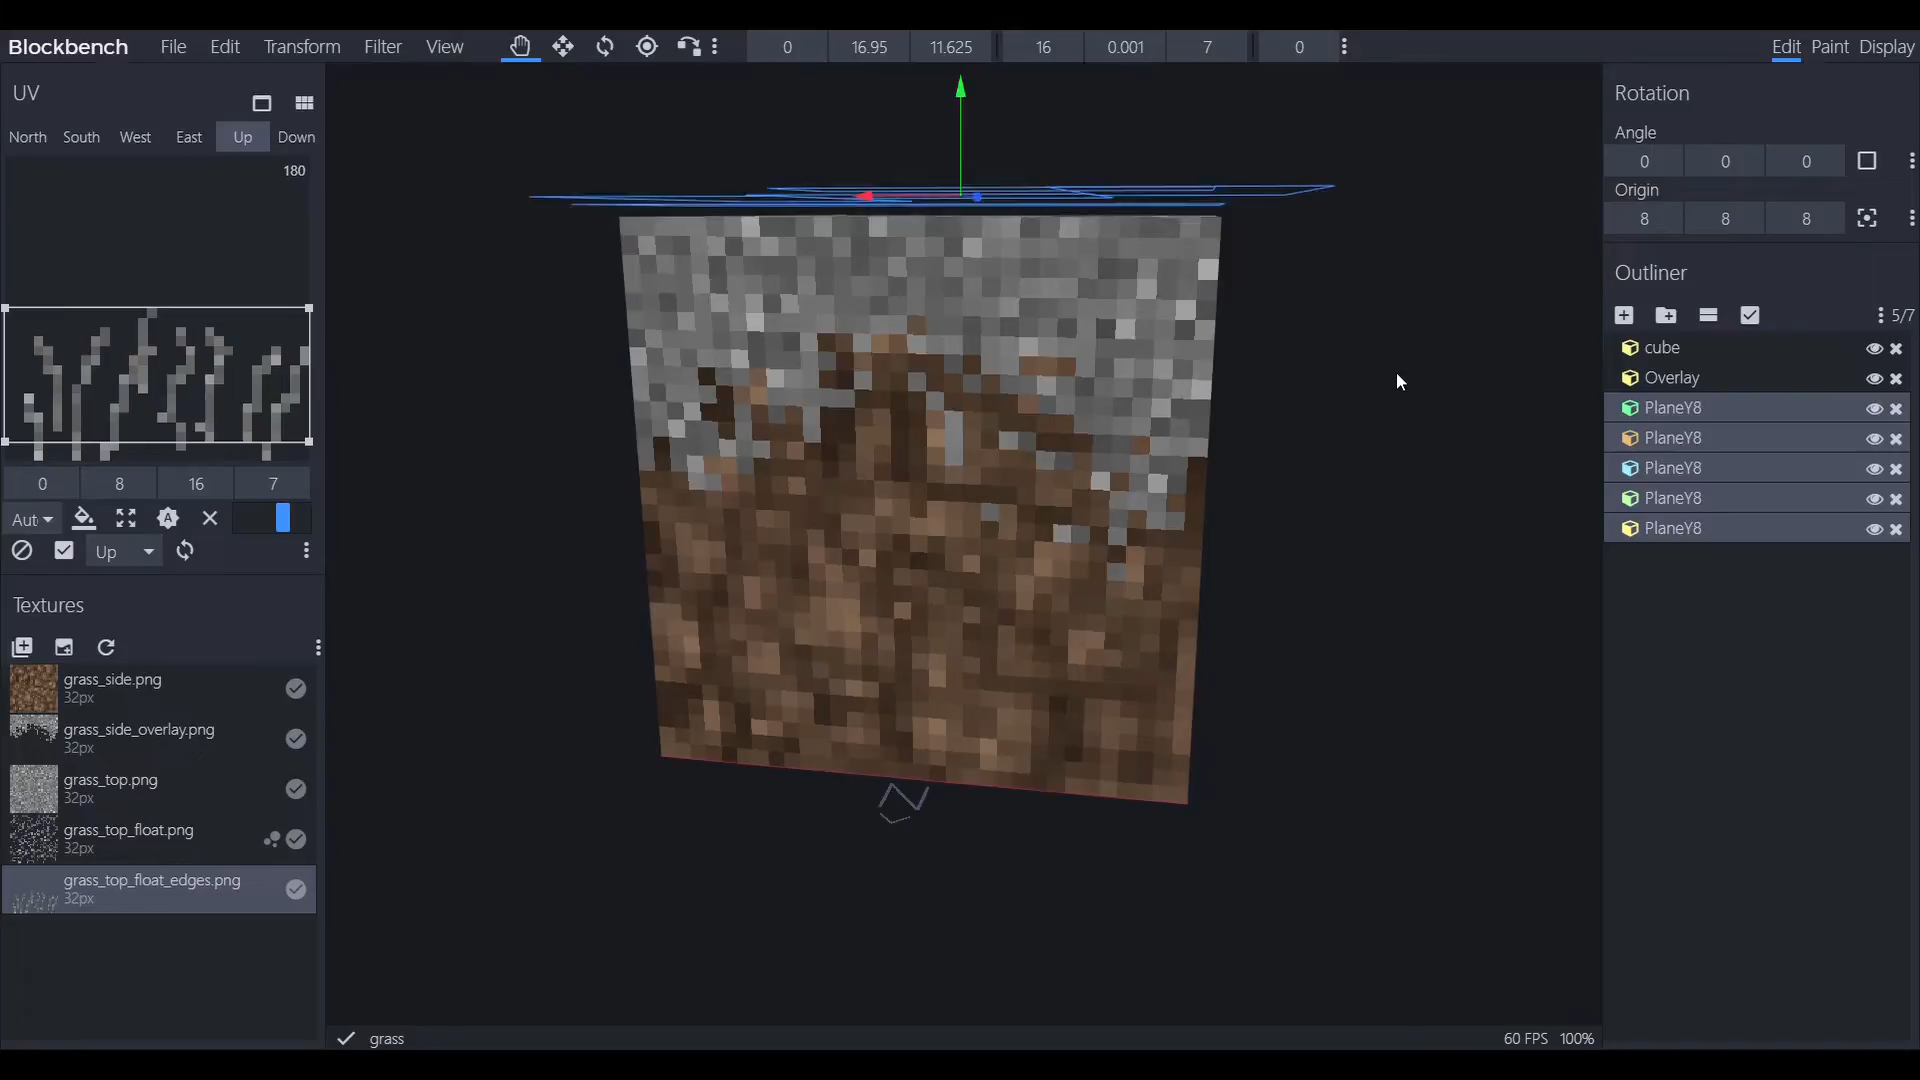 Blockbench File Edit Transform Filter View 0 16.95 11.625 16 0.001 7 0 Edit Paint Display
UV
North South West East Up Down
180
0 8 16 7
Aut
Up
Textures
grass_side.png
32px
grass_side_overlay.png
32px
grass_top.png
32px
grass_top_float.png
32px
grass_top_float_edges.png
32px
N
grass
60 FPS 100%
Rotation
Angle
0 0 0
Origin
8 8 8
Outliner
5/7
cube
Overlay
PlaneY8
PlaneY8
PlaneY8
PlaneY8
PlaneY8